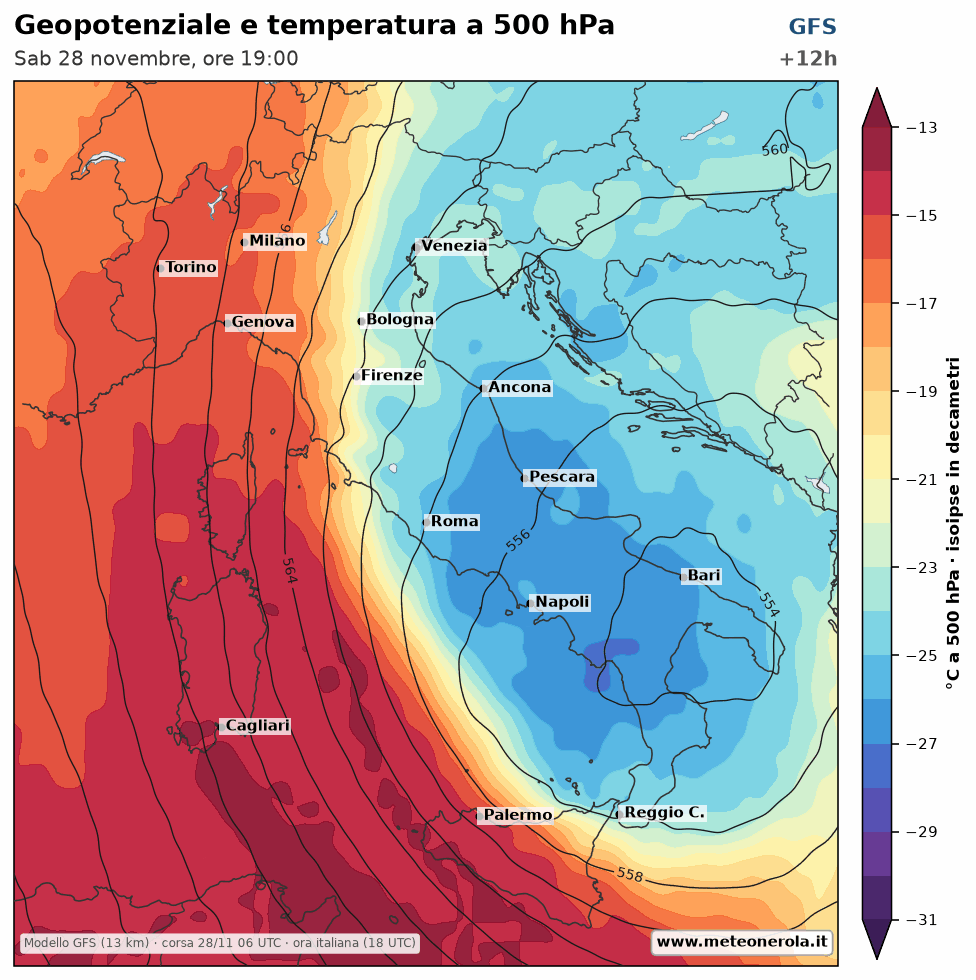 Geopotenziale e temperatura a 500 hPa
GFS
Sab 28 novembre, ore 19:00
+12h
560
Milano
Venezia
Torino
Genova
Bologna
Firenze
Ancona
Pescara
Roma
556
564
Bari
Napoli
554
Cagliari
Palermo
Reggio C.
558
−13
−15
−17
−19
−21
−23
−25
−27
−29
−31
°C a 500 hPa · isoipse in decametri
Modello GFS (13 km) · corsa 28/11 06 UTC · ora italiana (18 UTC)
www.meteonerola.it